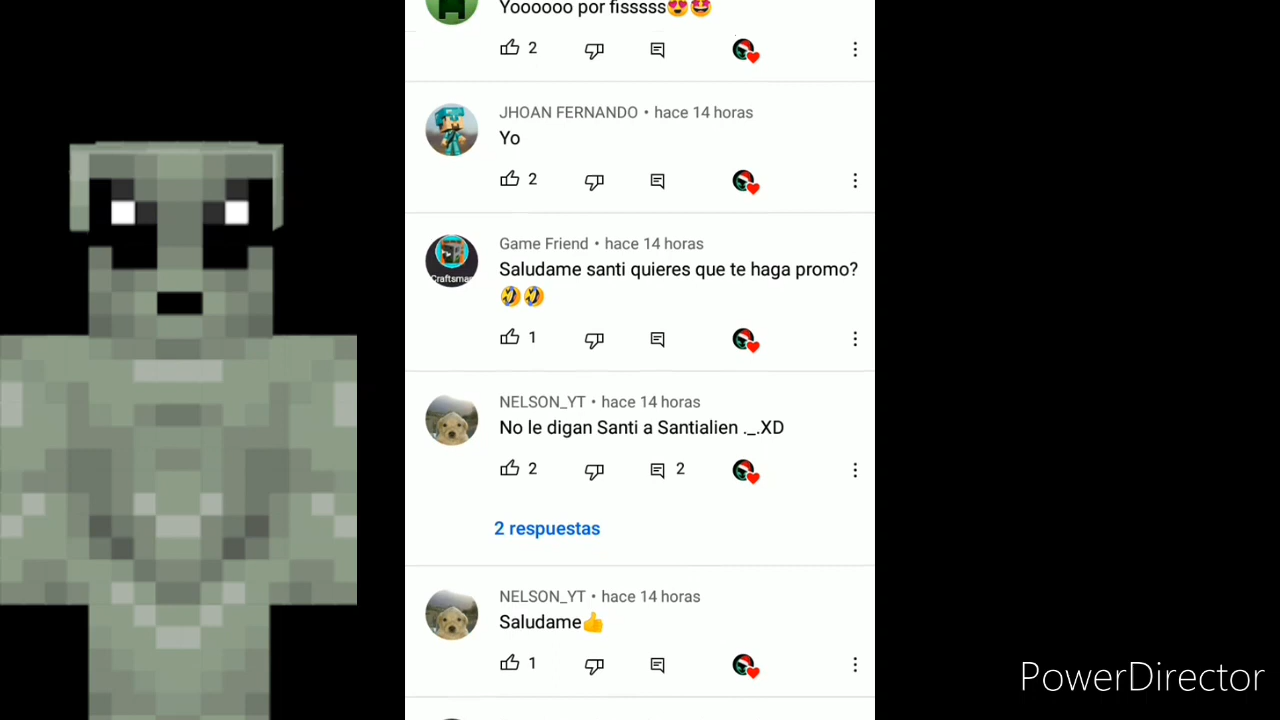 Yoooooo por fisssss😍🤩
2
JHOAN FERNANDO • hace 14 horas
Yo
2
Game Friend • hace 14 horas
Saludame santi quieres que te haga promo?
🤣🤣
Craftsman
1
NELSON_YT • hace 14 horas
No le digan Santi a Santialien ._.XD
2 2
2 respuestas
NELSON_YT • hace 14 horas
Saludame👍
1
PowerDirector